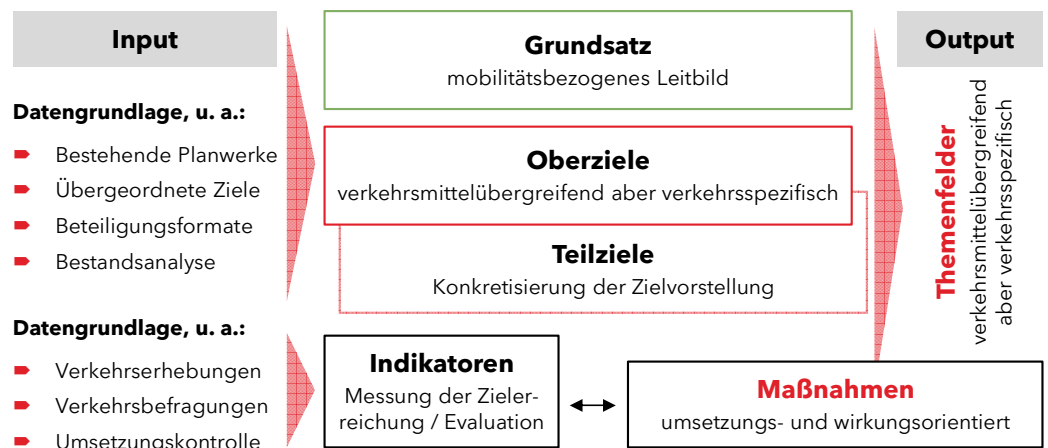 Input
Datengrundlage, u. a.:
Bestehende Planwerke
Übergeordnete Ziele
Beteiligungsformate
Bestandsanalyse
Datengrundlage, u. a.:
Verkehrserhebungen
Verkehrsbefragungen
Umsetzungskontrolle
Grundsatz
mobilitätsbezogenes Leitbild
Oberziele
verkehrsmittelübergreifend aber verkehrsspezifisch
Teilziele
Konkretisierung der Zielvorstellung
Indikatoren
Messung der Zieler-
reichung / Evaluation
Maßnahmen
umsetzungs- und wirkungsorientiert
Output
Themenfelder
verkehrsmittelübergreifend
aber verkehrsspezifisch